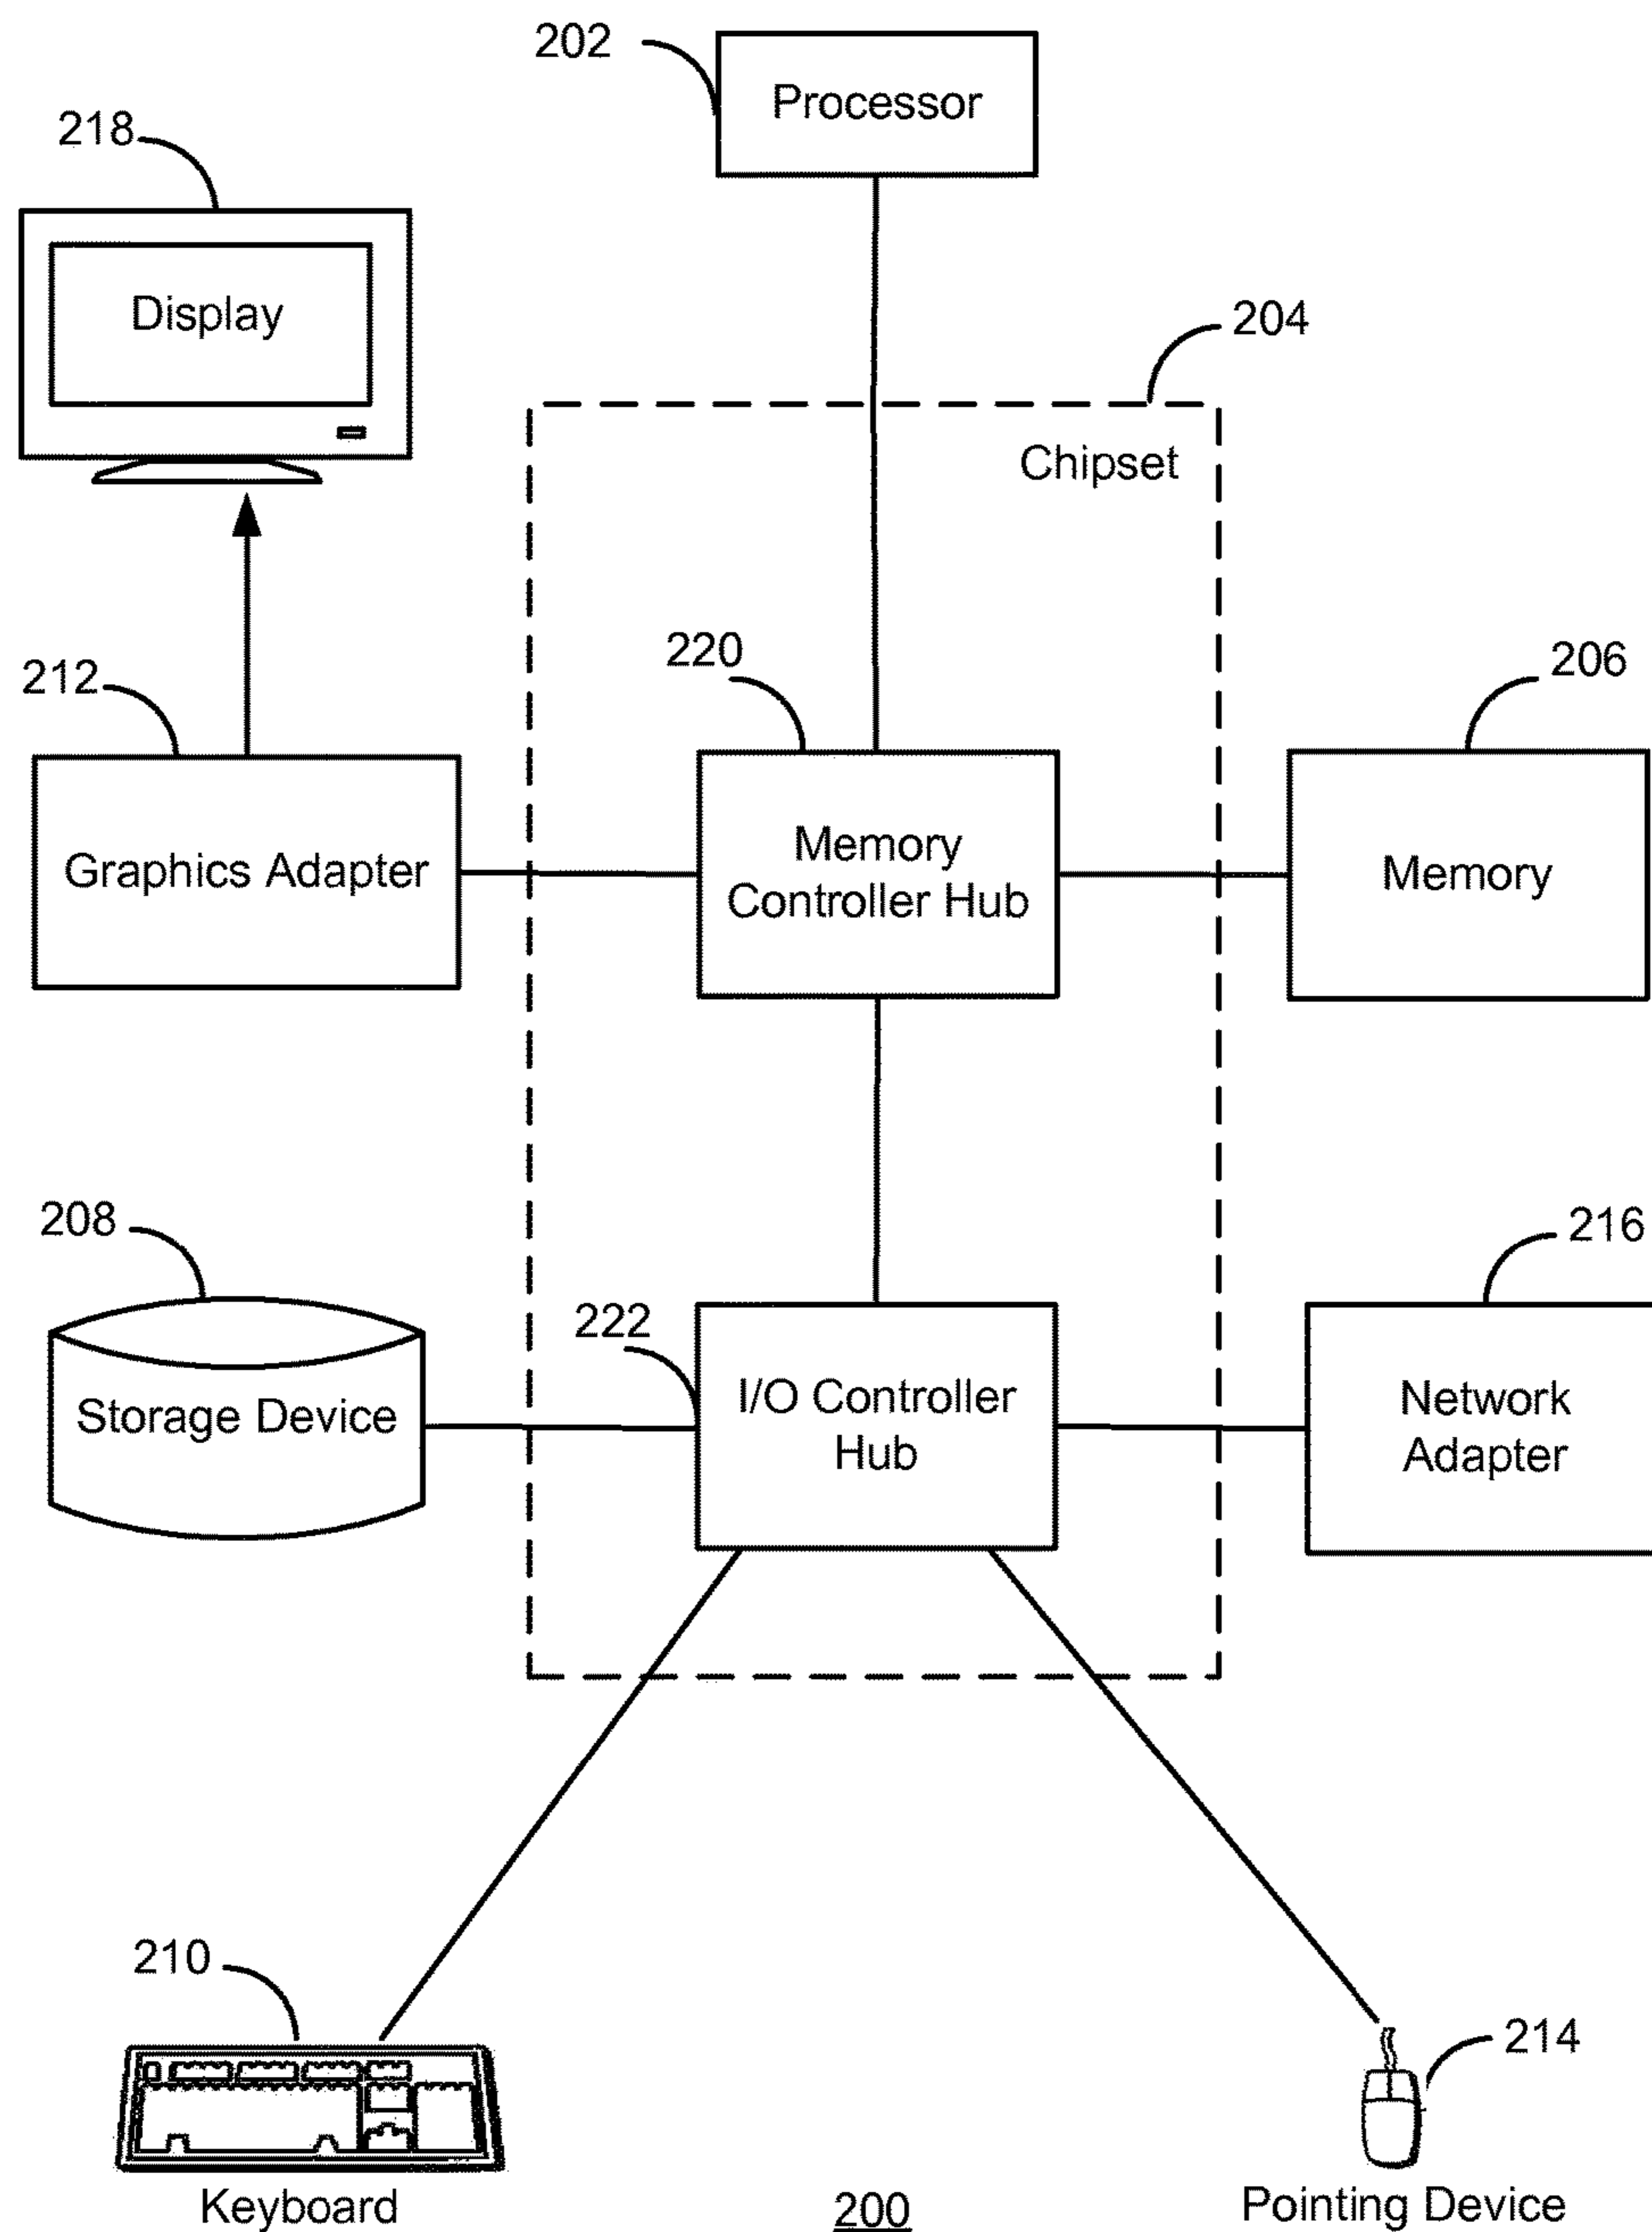 202
Processor
218
Display
204
Chipset
220
212
206
Graphics Adapter
Memory
Controller Hub
Memory
208
216
222
Storage Device
I/O Controller
Hub
Network
Adapter
210
214
Keyboard
200
Pointing Device